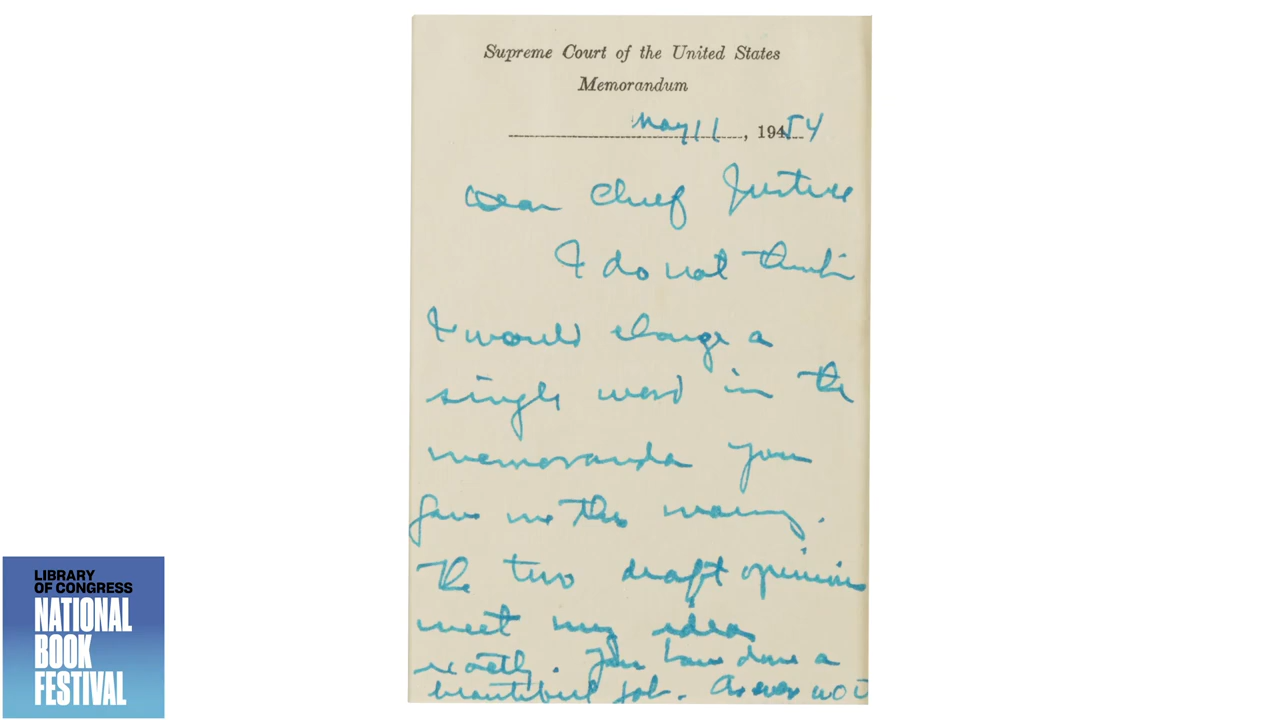 Supreme Court of the United States
Memorandum
May 11, 1954
Dear Chief Justice
I do not think
I would change a
single word in the
memoranda you
gave me this morning.
The two draft opinions
meet my idea
exactly. You have done a
beautiful job. As ever WO
LIBRARY
OF CONGRESS
NATIONAL
BOOK
FESTIVAL